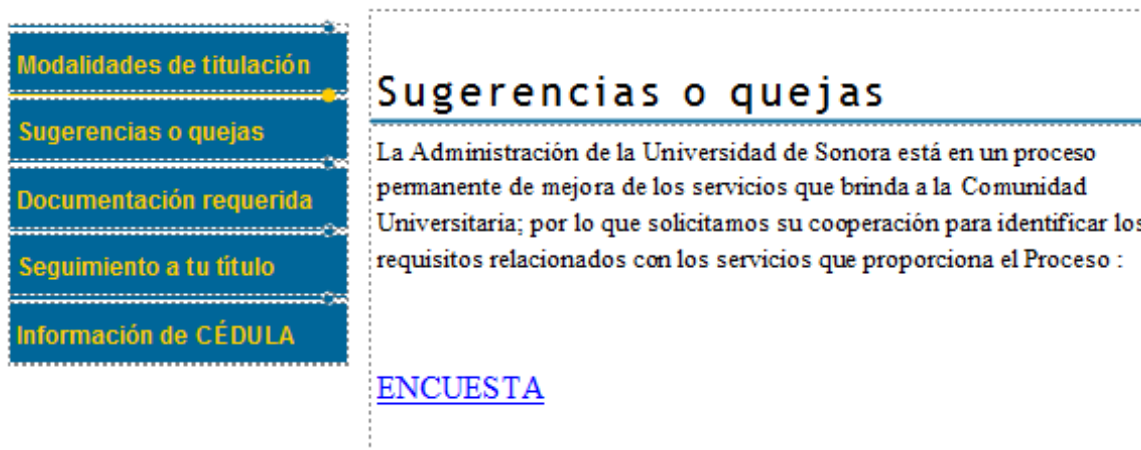 Modalidades de titulación
Sugerencias o quejas
Documentación requerida
Seguimiento a tu título
Información de CÉDULA
Sugerencias o quejas
La Administración de la Universidad de Sonora está en un proceso
permanente de mejora de los servicios que brinda a la Comunidad
Universitaria; por lo que solicitamos su cooperación para identificar los
requisitos relacionados con los servicios que proporciona el Proceso :
ENCUESTA